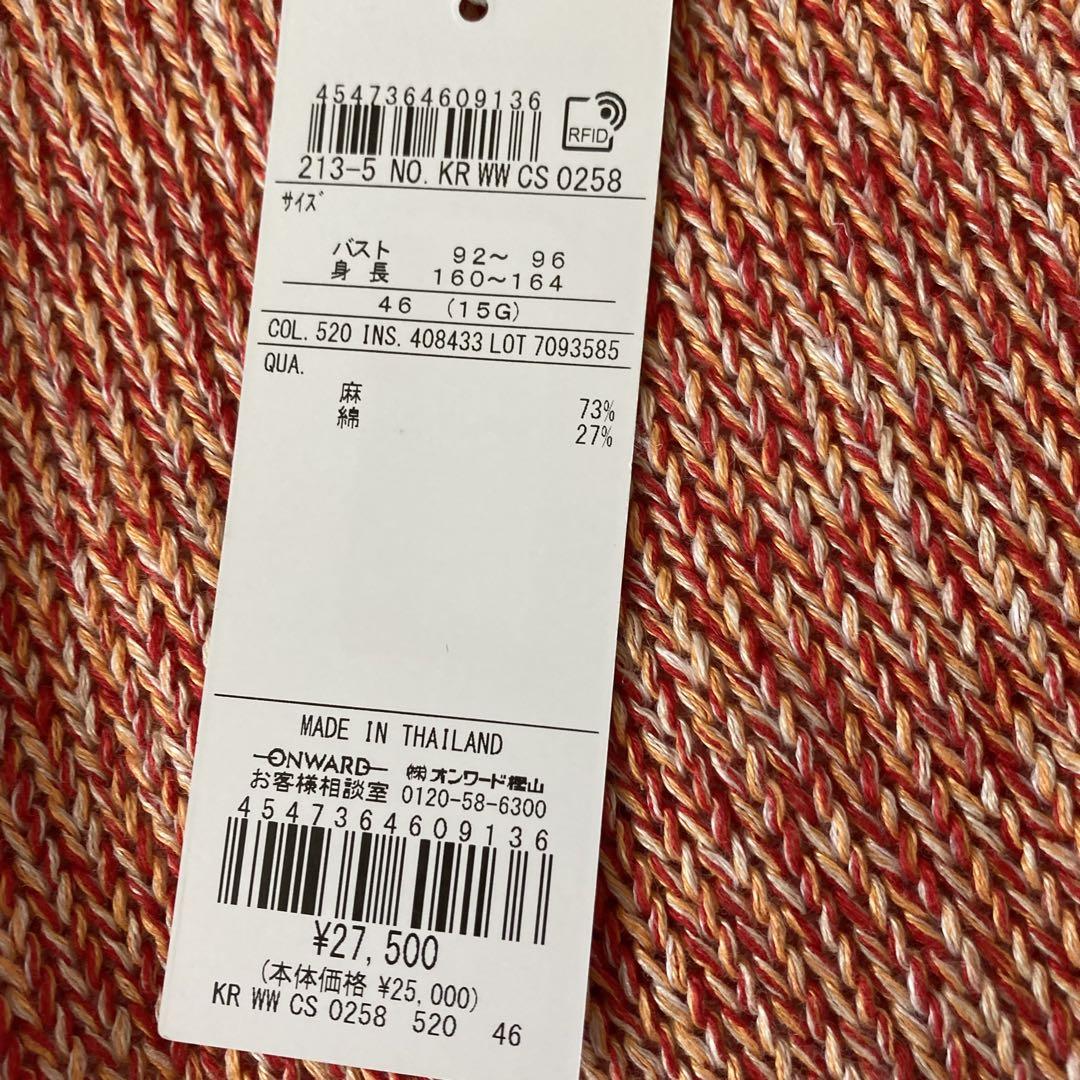 4547364609136
RFID
213-5 NO. KR WW CS 0258
サイズ
バスト 92～ 96
身長 160～164
46 (15G)
COL. 520 INS. 408433 LOT 7093585
QUA.
麻 73%
綿 27%
MADE IN THAILAND
ONWARD ㈱オンワード樫山
お客様相談室 0120-58-6300
4547364609136
¥27,500
(本体価格 ¥25,000)
KR WW CS 0258 520 46